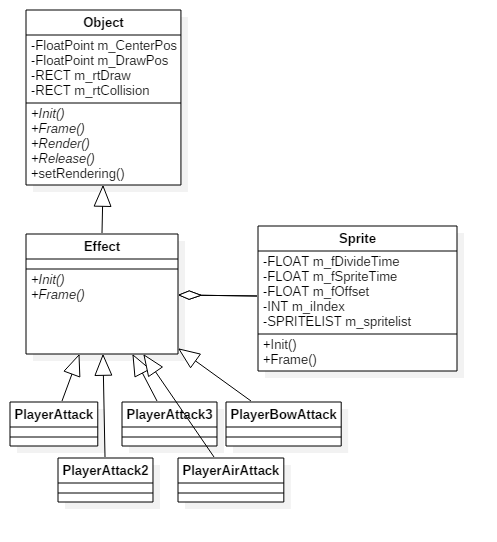 Object
-FloatPoint m_CenterPos
-FloatPoint m_DrawPos
-RECT m_rtDraw
-RECT m_rtCollision
+Init()
+Frame()
+Render()
+Release()
+setRendering()
Effect
+Init()
+Frame()
Sprite
-FLOAT m_fDivideTime
-FLOAT m_fSpriteTime
-FLOAT m_fOffset
-INT m_iIndex
-SPRITELIST m_spritelist
+Init()
+Frame()
PlayerAttack
PlayerAttack3
PlayerBowAttack
PlayerAttack2
PlayerAirAttack